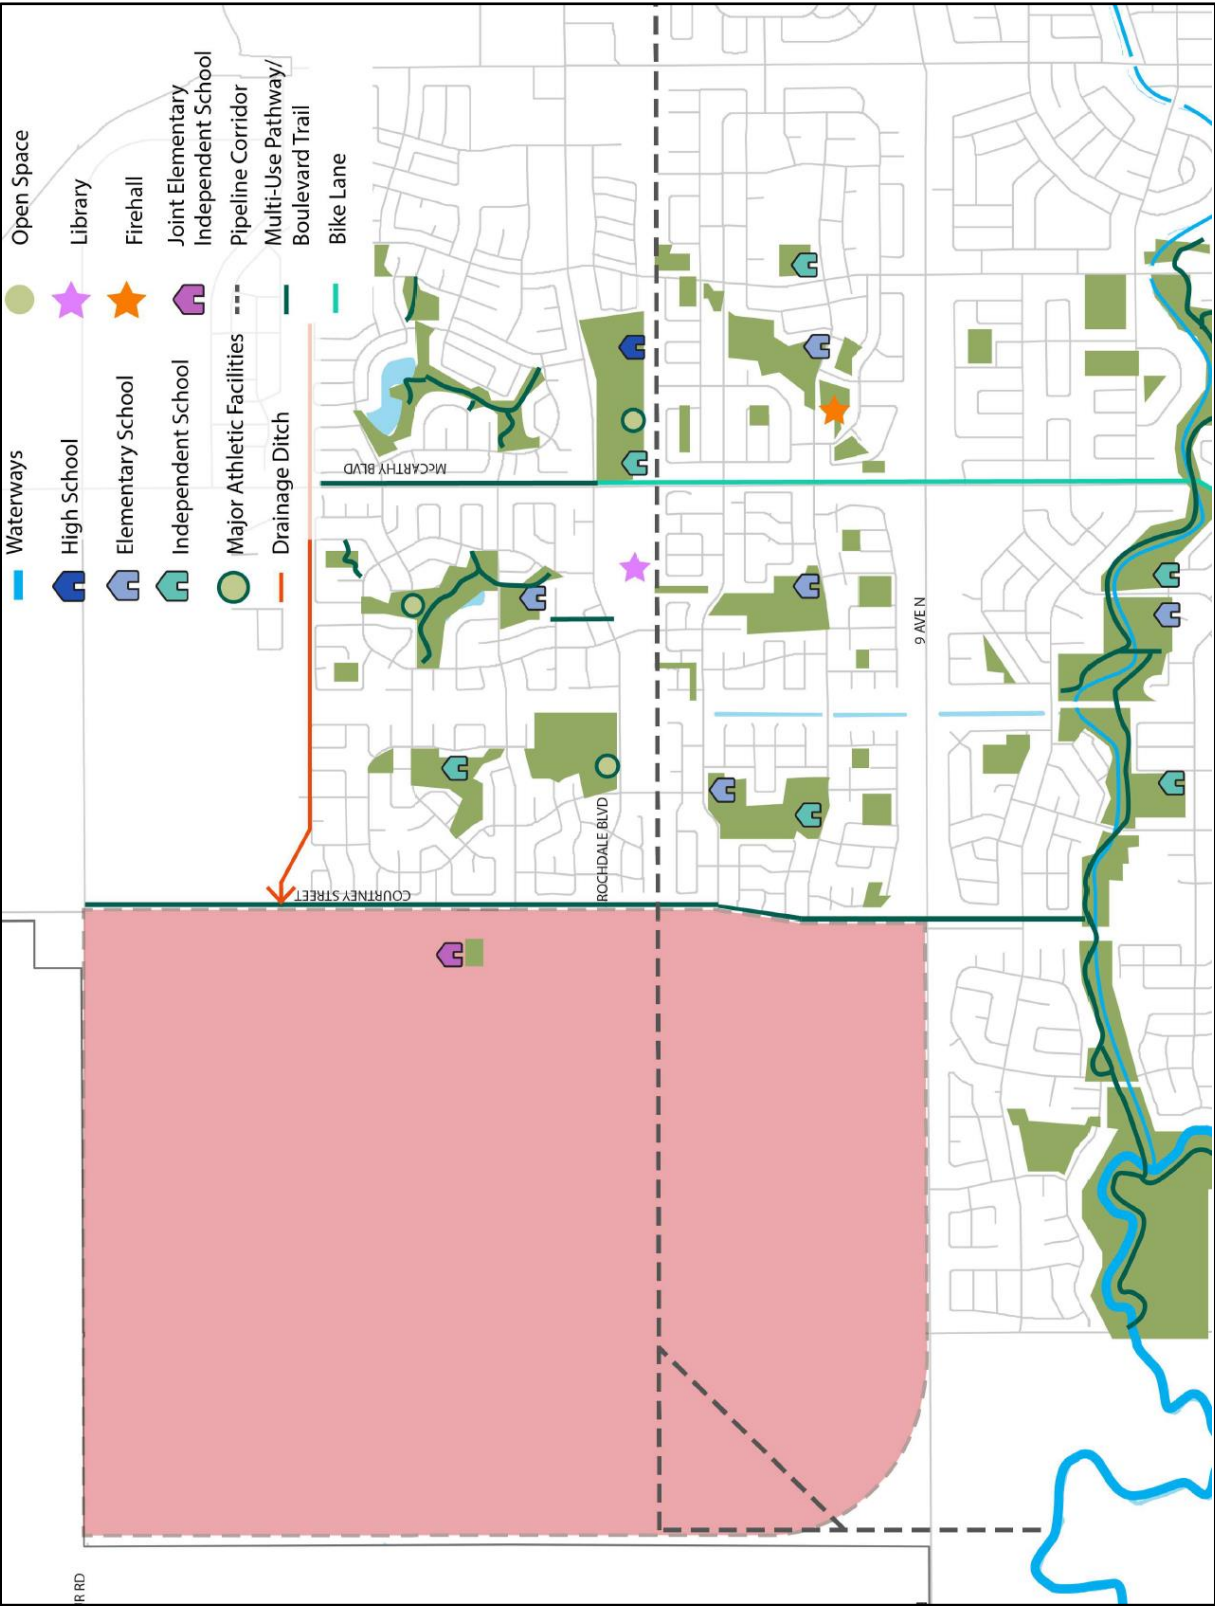 Waterways
High School
Elementary School
Independent School
Major Athletic Facilities
Drainage Ditch
Open Space
Library
Firehall
Joint Elementary
Independent School
Pipeline Corridor
Multi-Use Pathway/
Boulevard Trail
Bike Lane
McCARTHY BLVD
COURTNEY STREET
ROCHDALE BLVD
9 AVE N
R RD